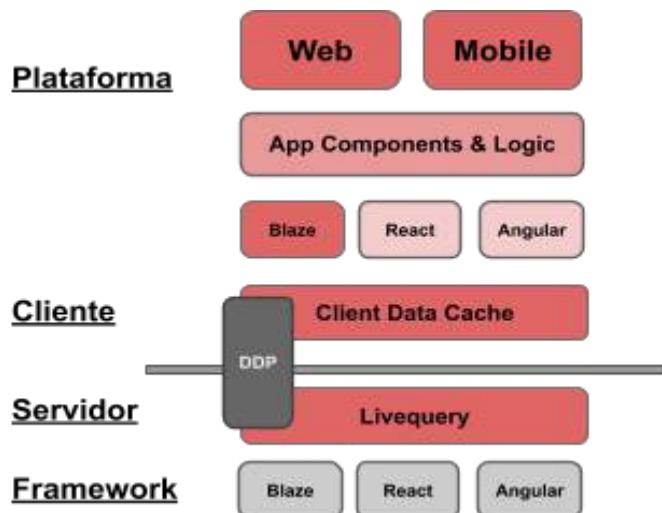 Web Mobile
Plataforma
App Components & Logic
Blaze React Angular
Cliente
Client Data Cache
DDP
Servidor
Livequery
Framework
Blaze React Angular